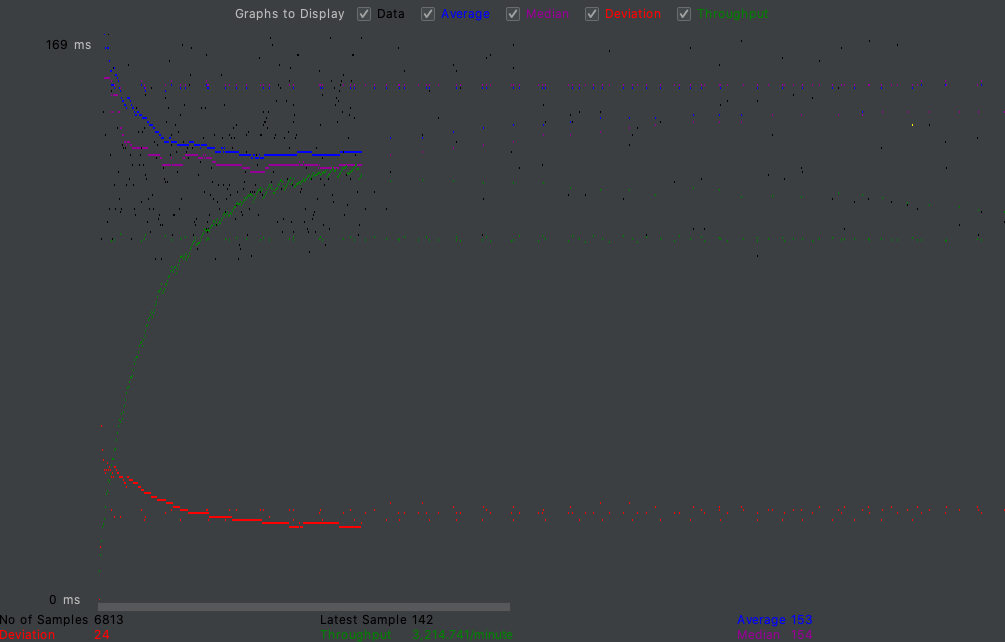 Graphs to Display Data Average Median Deviation Throughput
169 ms
0 ms
No of Samples 6813 Latest Sample 142 Average 153
Deviation 24 Throughput 3,214.741/minute Median 154